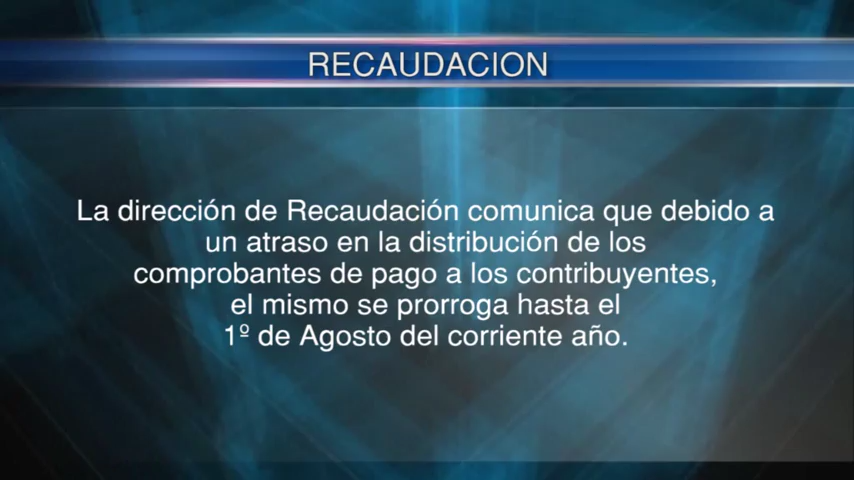 RECAUDACION
La dirección de Recaudación comunica que debido a
un atraso en la distribución de los
comprobantes de pago a los contribuyentes,
el mismo se prorroga hasta el
1º de Agosto del corriente año.